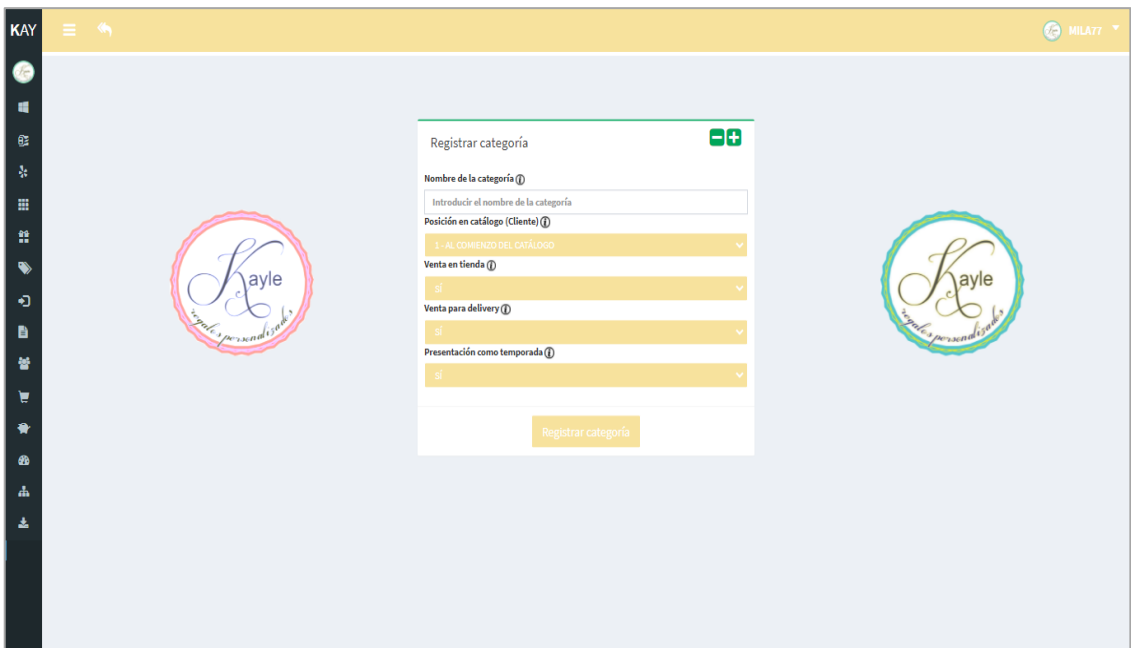 KAY
MILA77
Registrar categoría
Nombre de la categoría
Introducir el nombre de la categoría
Posición en catálogo (Cliente)
1 - AL COMIENZO DEL CATÁLOGO
Venta en tienda
SÍ
Venta para delivery
SÍ
Presentación como temporada
SÍ
Registrar categoría
Kayle
regalos personalizados
Kayle
regalos personalizados